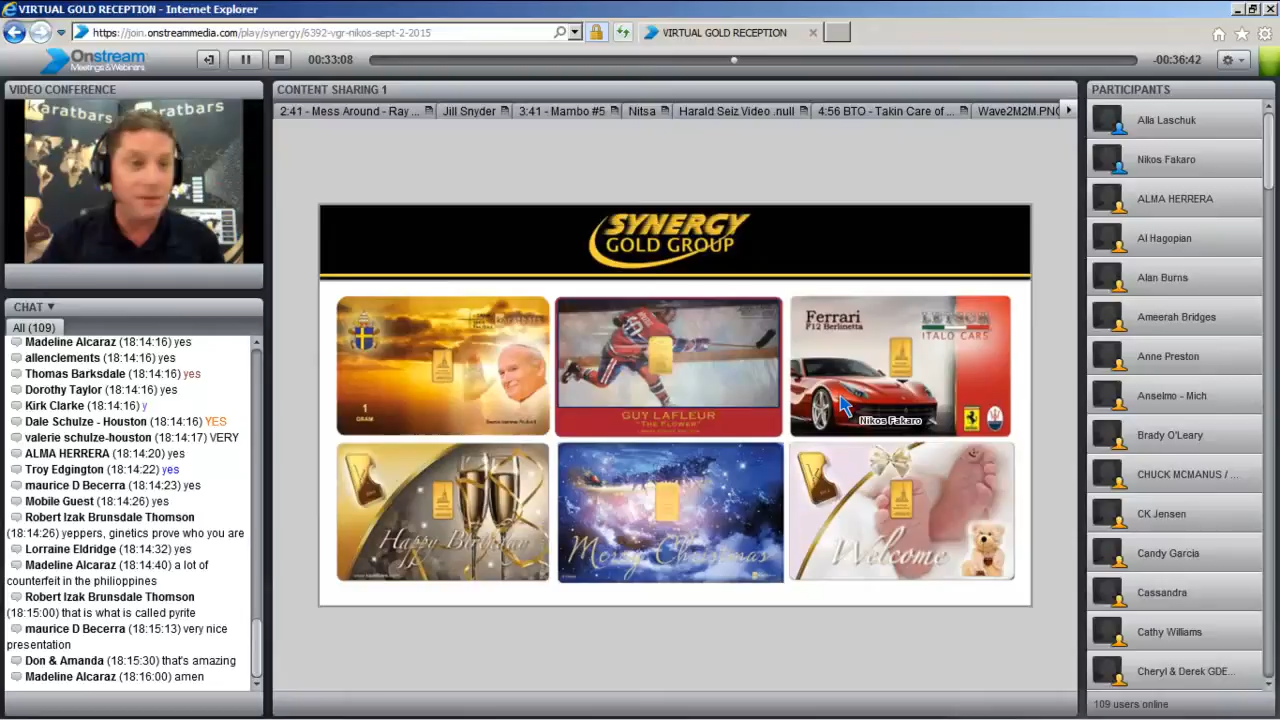 VIRTUAL GOLD RECEPTION - Internet Explorer
https://join.onstreammedia.com/play/synergy/6392-vgr-nikos-sept-2-2015
VIRTUAL GOLD RECEPTION
Onstream
Meetings & Webinars
00:33:08
-00:36:42
VIDEO CONFERENCE
karatbars
karatbars
CHAT ▼
All (109)
Madeline Alcaraz (18:14:16) yes
allenclements (18:14:16) yes
Thomas Barksdale (18:14:16) yes
Dorothy Taylor (18:14:16) yes
Kirk Clarke (18:14:16) y
Dale Schulze - Houston (18:14:16) YES
valerie schulze-houston (18:14:17) VERY
ALMA HERRERA (18:14:20) yes
Troy Edgington (18:14:22) yes
maurice D Becerra (18:14:23) yes
Mobile Guest (18:14:26) yes
Robert Izak Brunsdale Thomson
(18:14:26) yeppers, ginetics prove who you are
Lorraine Eldridge (18:14:32) yes
Madeline Alcaraz (18:14:40) a lot of
counterfeit in the philioppines
Robert Izak Brunsdale Thomson
(18:15:00) that is what is called pyrite
maurice D Becerra (18:15:13) very nice
presentation
Don & Amanda (18:15:30) that's amazing
Madeline Alcaraz (18:16:00) amen
CONTENT SHARING 1
2:41 - Mess Around - Ray ...
Jill Snyder
3:41 - Mambo #5
Nitsa
Harald Seiz Video .null
4:56 BTO - Takin Care of ...
Wave2M2M.PNG
SYNERGY
GOLD GROUP
1
GRAM
GUY LAFLEUR
"THE FLOWER"
Ferrari
F12 Berlinetta
LETSCH
ITALO CARS
Nikos Fakaro
Happy Birthday
Merry Christmas
Welcome
PARTICIPANTS
Alla Laschuk
Nikos Fakaro
ALMA HERRERA
Al Hagopian
Alan Burns
Ameerah Bridges
Anne Preston
Anselmo - Mich
Brady O'Leary
CHUCK MCMANUS / ...
CK Jensen
Candy Garcia
Cassandra
Cathy Williams
Cheryl & Derek GDE...
109 users online